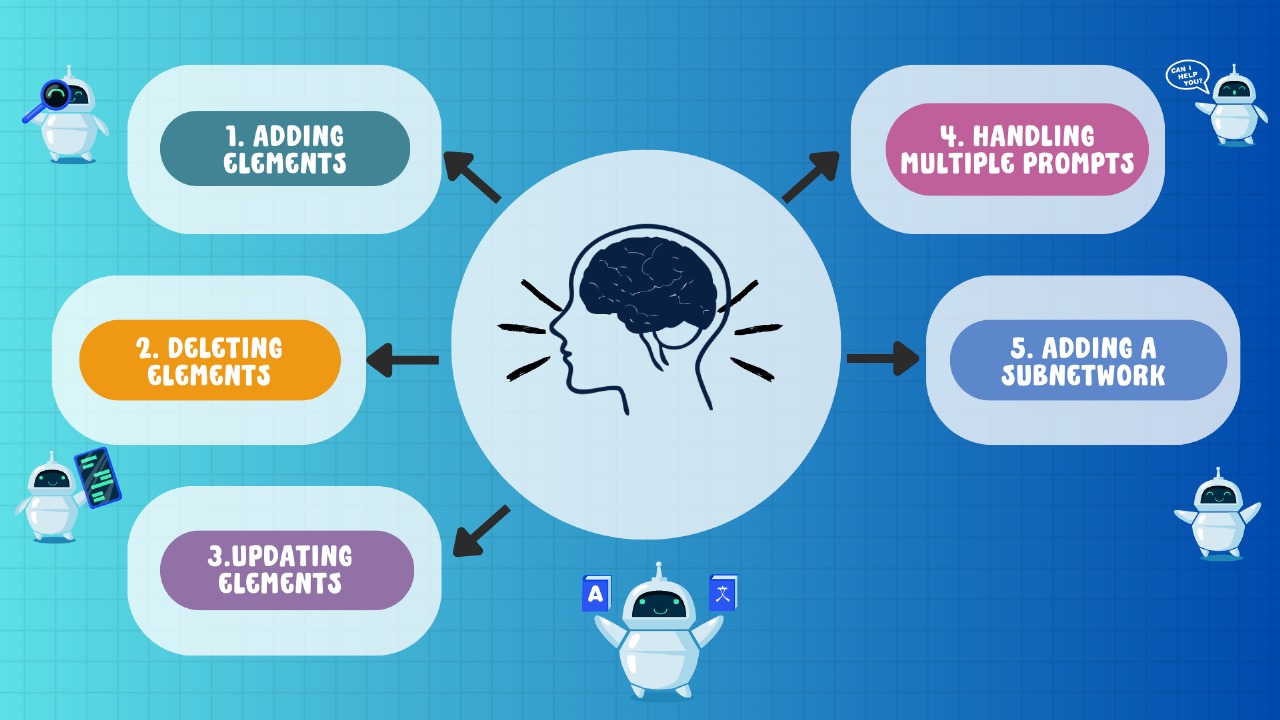 1. ADDING
ELEMENTS
2. DELETING
ELEMENTS
3.UPDATING
ELEMENTS
4. HANDLING
MULTIPLE PROMPTS
5. ADDING A
SUBNETWORK
CAN I
HELP
YOU?
A
文